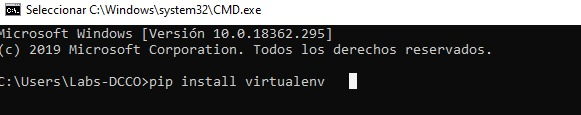 Seleccionar C:\Windows\system32\CMD.exe
Microsoft Windows [Versión 10.0.18362.295]
(c) 2019 Microsoft Corporation. Todos los derechos reservados.
C:\Users\Labs-DCCO>pip install virtualenv